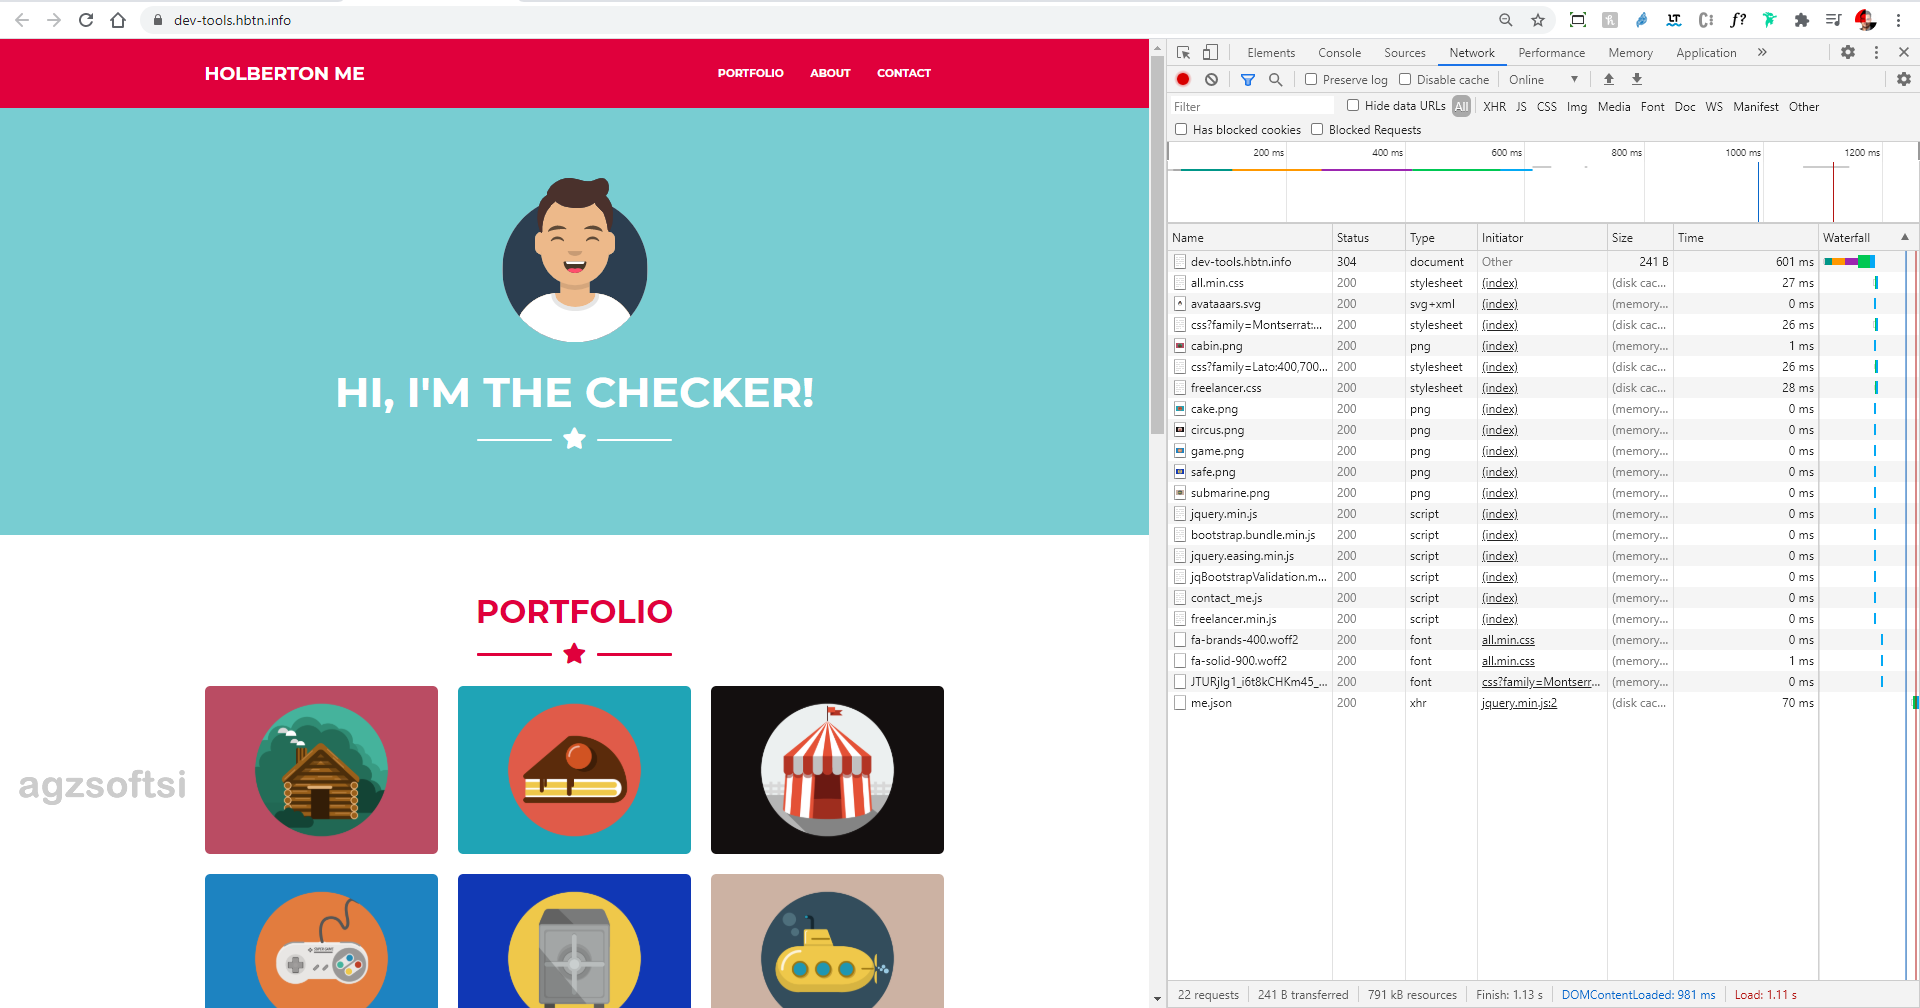 dev-tools.hbtn.info
HOLBERTON ME
PORTFOLIO ABOUT CONTACT
HI, I'M THE CHECKER!
PORTFOLIO
agzsoftsi
Elements Console Sources Network Performance Memory Application
Preserve log Disable cache Online
Filter Hide data URLs All XHR JS CSS Img Media Font Doc WS Manifest Other
Has blocked cookies Blocked Requests
200 ms 400 ms 600 ms 800 ms 1000 ms 1200 ms
Name Status Type Initiator Size Time Waterfall
dev-tools.hbtn.info 304 document Other 241 B 601 ms
all.min.css 200 stylesheet (index) (disk cac... 27 ms
avataaars.svg 200 svg+xml (index) (memory... 0 ms
css?family=Montserrat:... 200 stylesheet (index) (disk cac... 26 ms
cabin.png 200 png (index) (memory... 1 ms
css?family=Lato:400,700... 200 stylesheet (index) (disk cac... 26 ms
freelancer.css 200 stylesheet (index) (disk cac... 28 ms
cake.png 200 png (index) (memory... 0 ms
circus.png 200 png (index) (memory... 0 ms
game.png 200 png (index) (memory... 0 ms
safe.png 200 png (index) (memory... 0 ms
submarine.png 200 png (index) (memory... 0 ms
jquery.min.js 200 script (index) (memory... 0 ms
bootstrap.bundle.min.js 200 script (index) (memory... 0 ms
jquery.easing.min.js 200 script (index) (memory... 0 ms
jqBootstrapValidation.m... 200 script (index) (memory... 0 ms
contact_me.js 200 script (index) (memory... 0 ms
freelancer.min.js 200 script (index) (memory... 0 ms
fa-brands-400.woff2 200 font all.min.css (memory... 0 ms
fa-solid-900.woff2 200 font all.min.css (memory... 1 ms
JTURjIg1_i6t8kCHKm45_... 200 font css?family=Montserr... (memory... 0 ms
me.json 200 xhr jquery.min.js:2 (disk cac... 70 ms
22 requests 241 B transferred 791 kB resources Finish: 1.13 s DOMContentLoaded: 981 ms Load: 1.11 s